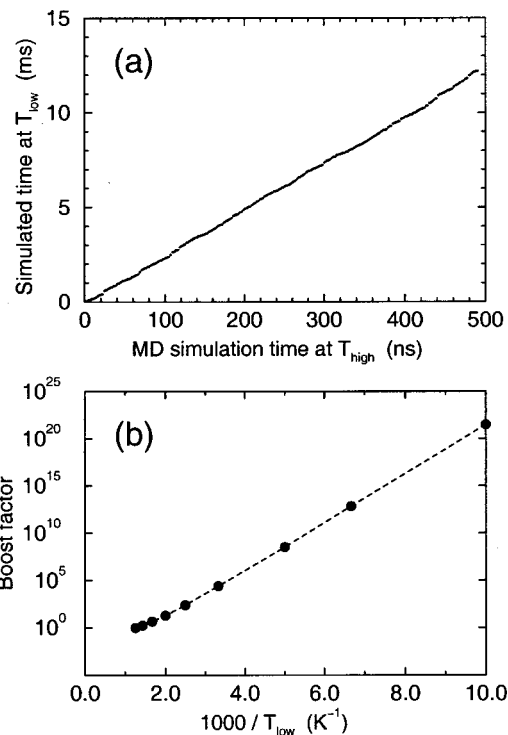 (a)
Simulated time at T_low (ms)
15
10
5
0
0 100 200 300 400 500
MD simulation time at T_high (ns)
(b)
Boost factor
10^25
10^20
10^15
10^10
10^5
10^0
0.0 2.0 4.0 6.0 8.0 10.0
1000 / T_low (K^-1)